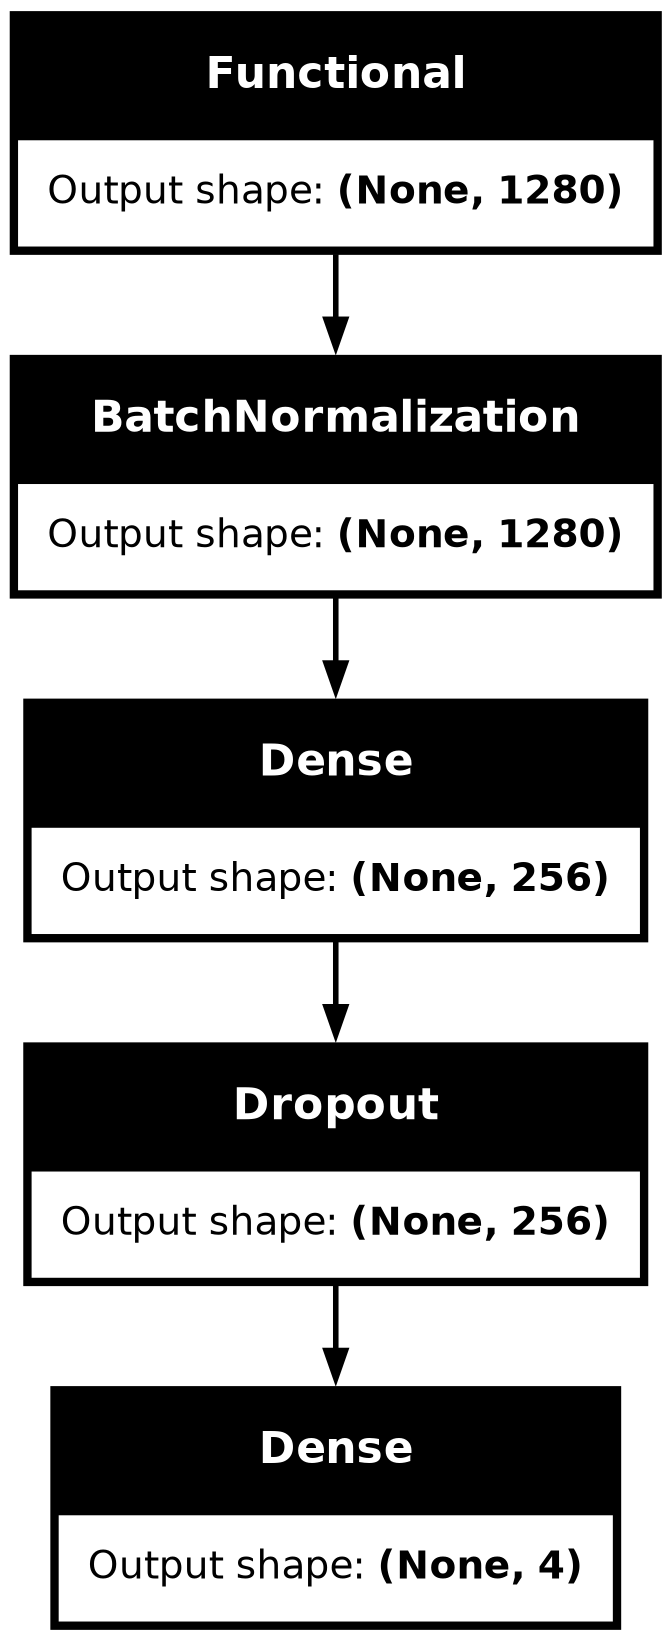 Functional
Output shape: (None, 1280)
BatchNormalization
Output shape: (None, 1280)
Dense
Output shape: (None, 256)
Dropout
Output shape: (None, 256)
Dense
Output shape: (None, 4)